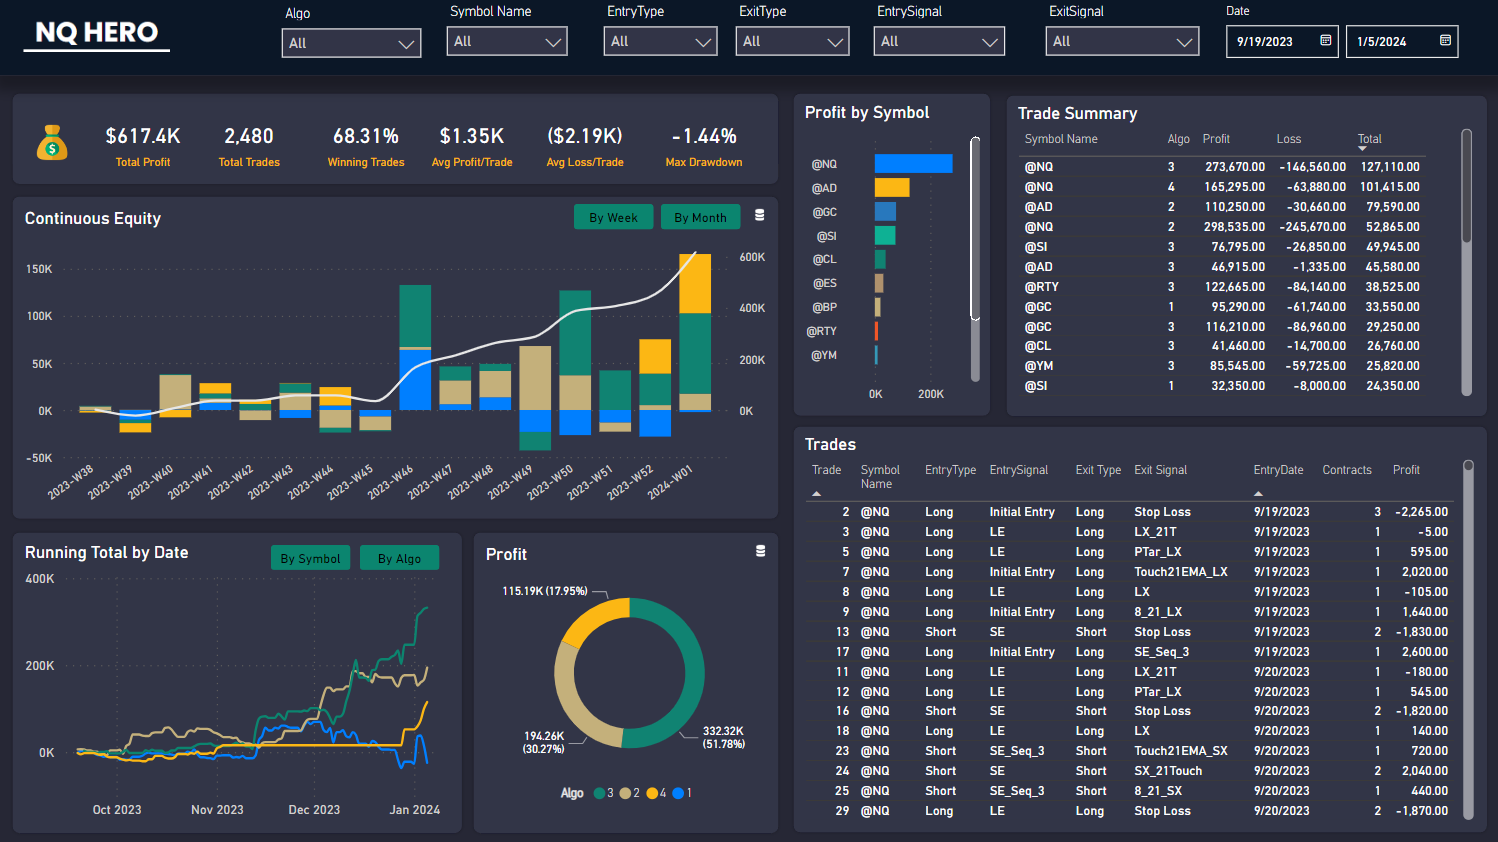 NQ HERO
Algo
All
Symbol Name
All
EntryType
All
ExitType
All
EntrySignal
All
ExitSignal
All
Date
9/19/2023
1/5/2024
$617.4K
Total Profit
2,480
Total Trades
68.31%
Winning Trades
$1.35K
Avg Profit/Trade
($2.19K)
Avg Loss/Trade
-1.44%
Max Drawdown
Continuous Equity
By Week
By Month
150K
100K
50K
0K
-50K
600K
400K
200K
0K
2023-W38
2023-W39
2023-W40
2023-W41
2023-W42
2023-W43
2023-W44
2023-W45
2023-W46
2023-W47
2023-W48
2023-W49
2023-W50
2023-W51
2023-W52
2024-W01
Running Total by Date
By Symbol
By Algo
400K
200K
0K
Oct 2023
Nov 2023
Dec 2023
Jan 2024
Profit
115.19K (17.95%)
194.26K
(30.27%)
332.32K
(51.78%)
Algo 3 2 4 1
Profit by Symbol
@NQ
@AD
@GC
@SI
@CL
@ES
@BP
@RTY
@YM
0K 200K
Trade Summary
Symbol Name Algo Profit Loss Total
@NQ 3 273,670.00 -146,560.00 127,110.00
@NQ 4 165,295.00 -63,880.00 101,415.00
@AD 2 110,250.00 -30,660.00 79,590.00
@NQ 2 298,535.00 -245,670.00 52,865.00
@SI 3 76,795.00 -26,850.00 49,945.00
@AD 3 46,915.00 -1,335.00 45,580.00
@RTY 3 122,665.00 -84,140.00 38,525.00
@GC 1 95,290.00 -61,740.00 33,550.00
@GC 3 116,210.00 -86,960.00 29,250.00
@CL 3 41,460.00 -14,700.00 26,760.00
@YM 3 85,545.00 -59,725.00 25,820.00
@SI 1 32,350.00 -8,000.00 24,350.00
Trades
Trade Symbol Name EntryType EntrySignal Exit Type Exit Signal EntryDate Contracts Profit
2 @NQ Long Initial Entry Long Stop Loss 9/19/2023 3 -2,265.00
3 @NQ Long LE Long LX_21T 9/19/2023 1 -5.00
5 @NQ Long LE Long PTar_LX 9/19/2023 1 595.00
7 @NQ Long Initial Entry Long Touch21EMA_LX 9/19/2023 1 2,020.00
8 @NQ Long LE Long LX 9/19/2023 1 -105.00
9 @NQ Long Initial Entry Long 8_21_LX 9/19/2023 1 1,640.00
13 @NQ Short SE Short Stop Loss 9/19/2023 2 -1,830.00
17 @NQ Short Initial Entry Long SE_Seq_3 9/19/2023 1 2,600.00
11 @NQ Long LE Long LX_21T 9/20/2023 1 -180.00
12 @NQ Long LE Long PTar_LX 9/20/2023 1 545.00
16 @NQ Short SE Short Stop Loss 9/20/2023 2 -1,820.00
18 @NQ Long LE Long LX 9/20/2023 1 140.00
23 @NQ Short SE_Seq_3 Short Touch21EMA_SX 9/20/2023 1 720.00
24 @NQ Short SE Short SX_21Touch 9/20/2023 2 2,040.00
25 @NQ Short SE_Seq_3 Short 8_21_SX 9/20/2023 1 440.00
29 @NQ Long LE Long Stop Loss 9/20/2023 2 -1,870.00